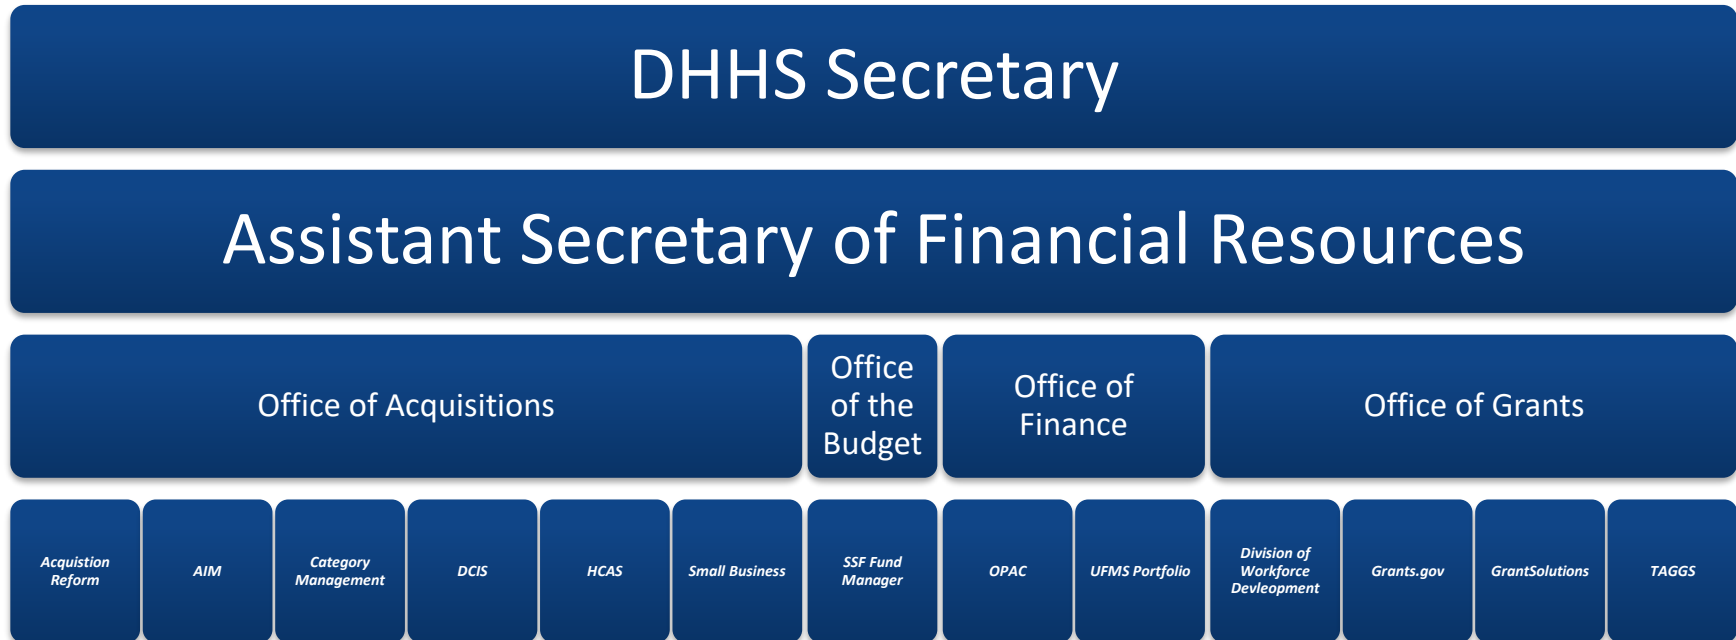 DHHS Secretary
Assistant Secretary of Financial Resources
Office of Acquisitions
Office
of the
Budget
Office of
Finance
Office of Grants
Acquistion
Reform
AIM
Category
Management
DCIS
HCAS
Small Business
SSF Fund
Manager
OPAC
UFMS Portfolio
Division of
Workforce
Devleopment
Grants.gov
GrantSolutions
TAGGS